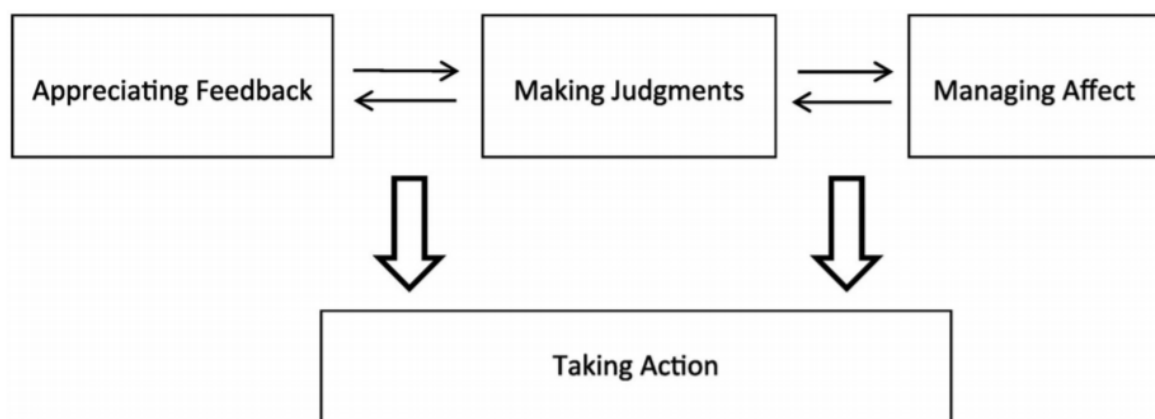 Appreciating Feedback
Making Judgments
Managing Affect
Taking Action